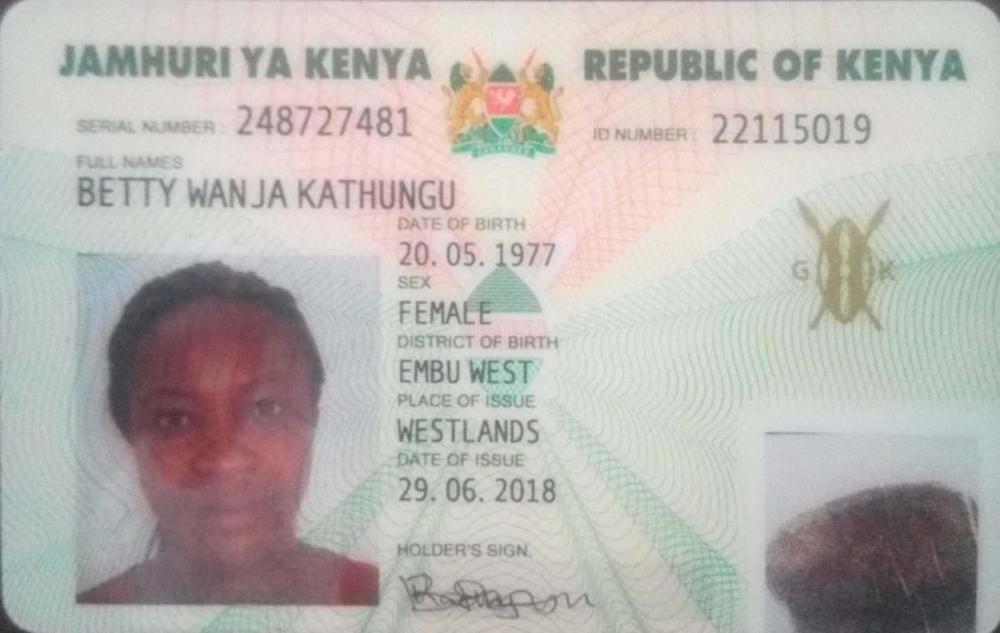 JAMHURI YA KENYA REPUBLIC OF KENYA
SERIAL NUMBER: 248727481 ID NUMBER: 22115019
FULL NAMES
BETTY WANJA KATHUNGU
DATE OF BIRTH
20. 05. 1977
SEX
FEMALE
DISTRICT OF BIRTH
EMBU WEST
PLACE OF ISSUE
WESTLANDS
DATE OF ISSUE
29. 06. 2018
HOLDER'S SIGN.
G K